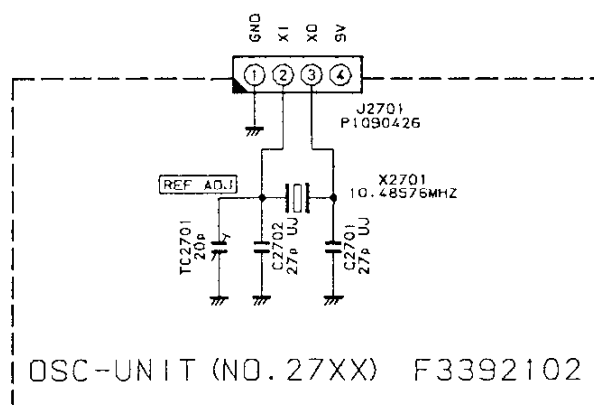 GND X1 X0 9V
1 2 3 4
J2701
P1090426
REF ADJ
X2701
10.48576MHZ
TC2701
20p
C2702
27p UJ
C2701
27p UJ
OSC-UNIT (NO. 27XX) F3392102